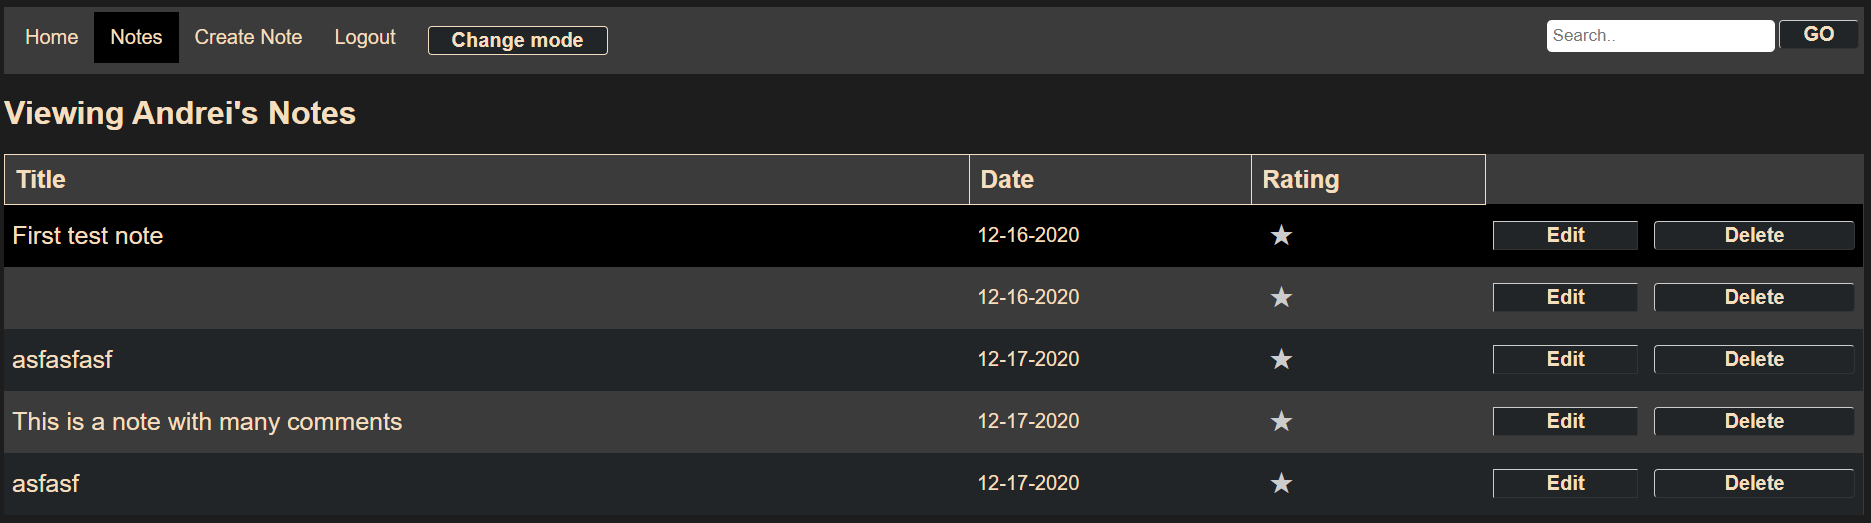 Home Notes Create Note Logout Change mode Search.. GO
Viewing Andrei's Notes
Title Date Rating
First test note 12-16-2020 ★ Edit Delete
12-16-2020 ★ Edit Delete
asfasfasf 12-17-2020 ★ Edit Delete
This is a note with many comments 12-17-2020 ★ Edit Delete
asfasf 12-17-2020 ★ Edit Delete